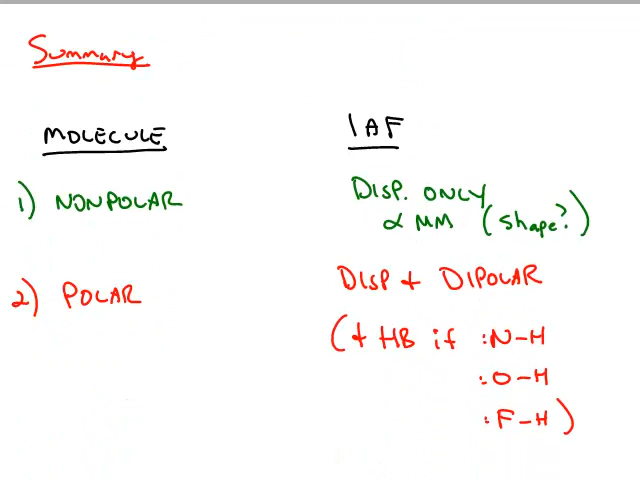 Summary
MOLECULE IAF
1) NONPOLAR DISP. ONLY
∝ MM (shape?)
2) POLAR DISP + DIPOLAR
(+ HB if :N-H
:O-H
:F-H)